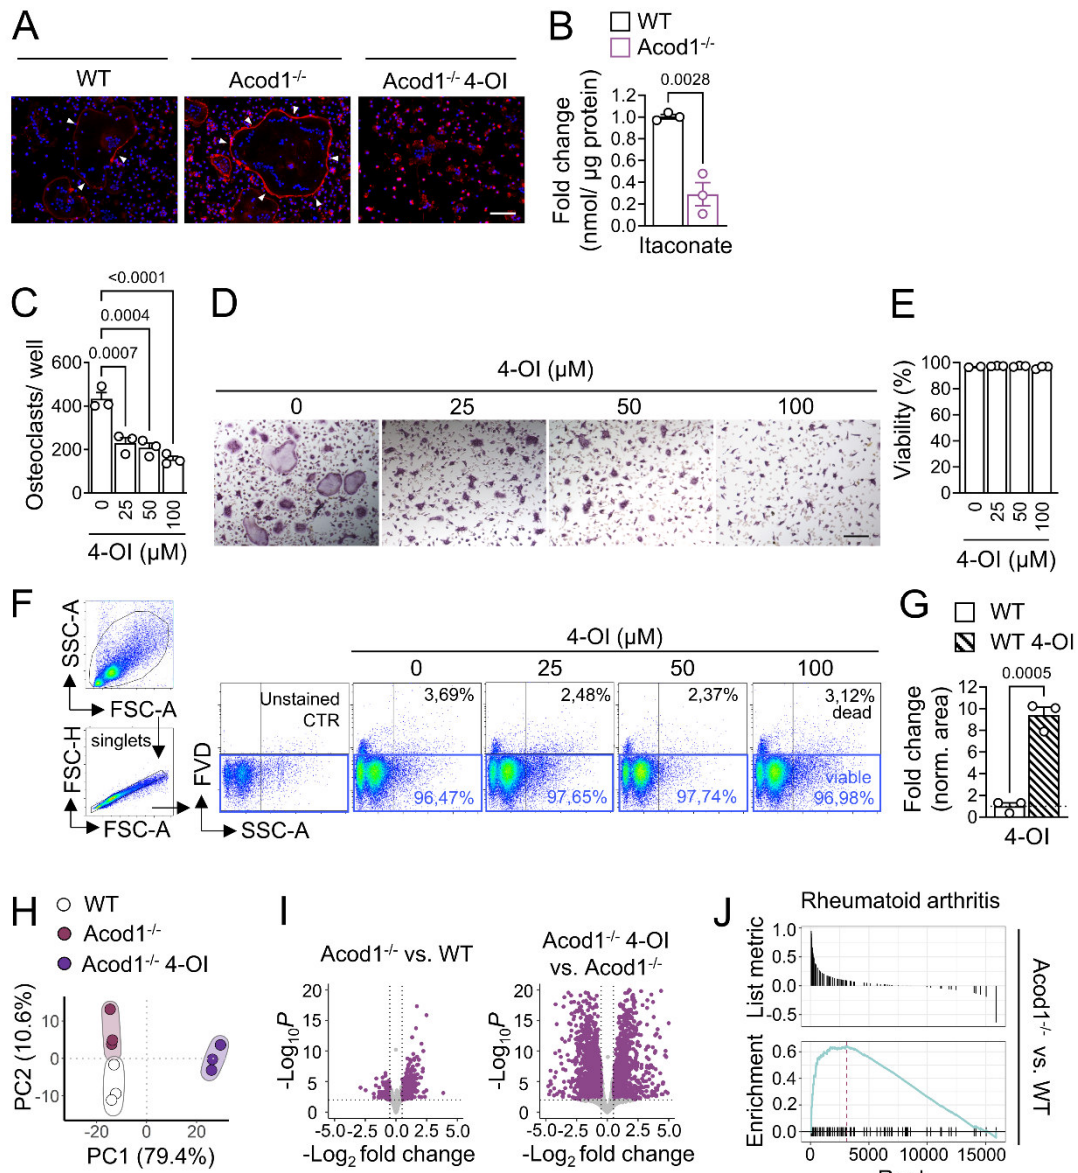 A
WT
Acod1-/-
Acod1-/- 4-OI
B
WT
Acod1-/-
0.0028
Fold change
(nmol/ µg protein)
1.2
1.0
0.8
0.6
0.4
0.2
0.0
Itaconate
C
<0.0001
0.0004
0.0007
Osteoclasts/ well
600
400
200
0
0
25
50
100
4-OI (µM)
D
4-OI (µM)
0
25
50
100
E
Viability (%)
100
80
60
40
20
0
0
25
50
100
4-OI (µM)
F
SSC-A
FSC-A
FSC-H
singlets
FSC-A
4-OI (µM)
0
25
50
100
Unstained
CTR
3,69%
2,48%
2,37%
3,12%
dead
FVD
viable
96,47%
97,65%
97,74%
96,98%
SSC-A
G
WT
WT 4-OI
0.0005
Fold change
(norm. area)
12
10
8
6
4
2
0
4-OI
H
WT
Acod1-/-
Acod1-/- 4-OI
PC2 (10.6%)
10
0
-10
-20
0
20
PC1 (79.4%)
I
Acod1-/- vs. WT
-Log10P
20
15
10
5
0
-5.0
-2.5
0
2.5
5.0
-Log2 fold change
Acod1-/- 4-OI
vs. Acod1-/-
-Log10P
20
15
10
5
0
-5.0
-2.5
0
2.5
5.0
-Log2 fold change
J
Rheumatoid arthritis
List metric
1.0
0.5
0.0
-0.5
Enrichment
0.6
0.4
0.2
0.0
0
5000
10000
15000
Acod1-/- vs. WT